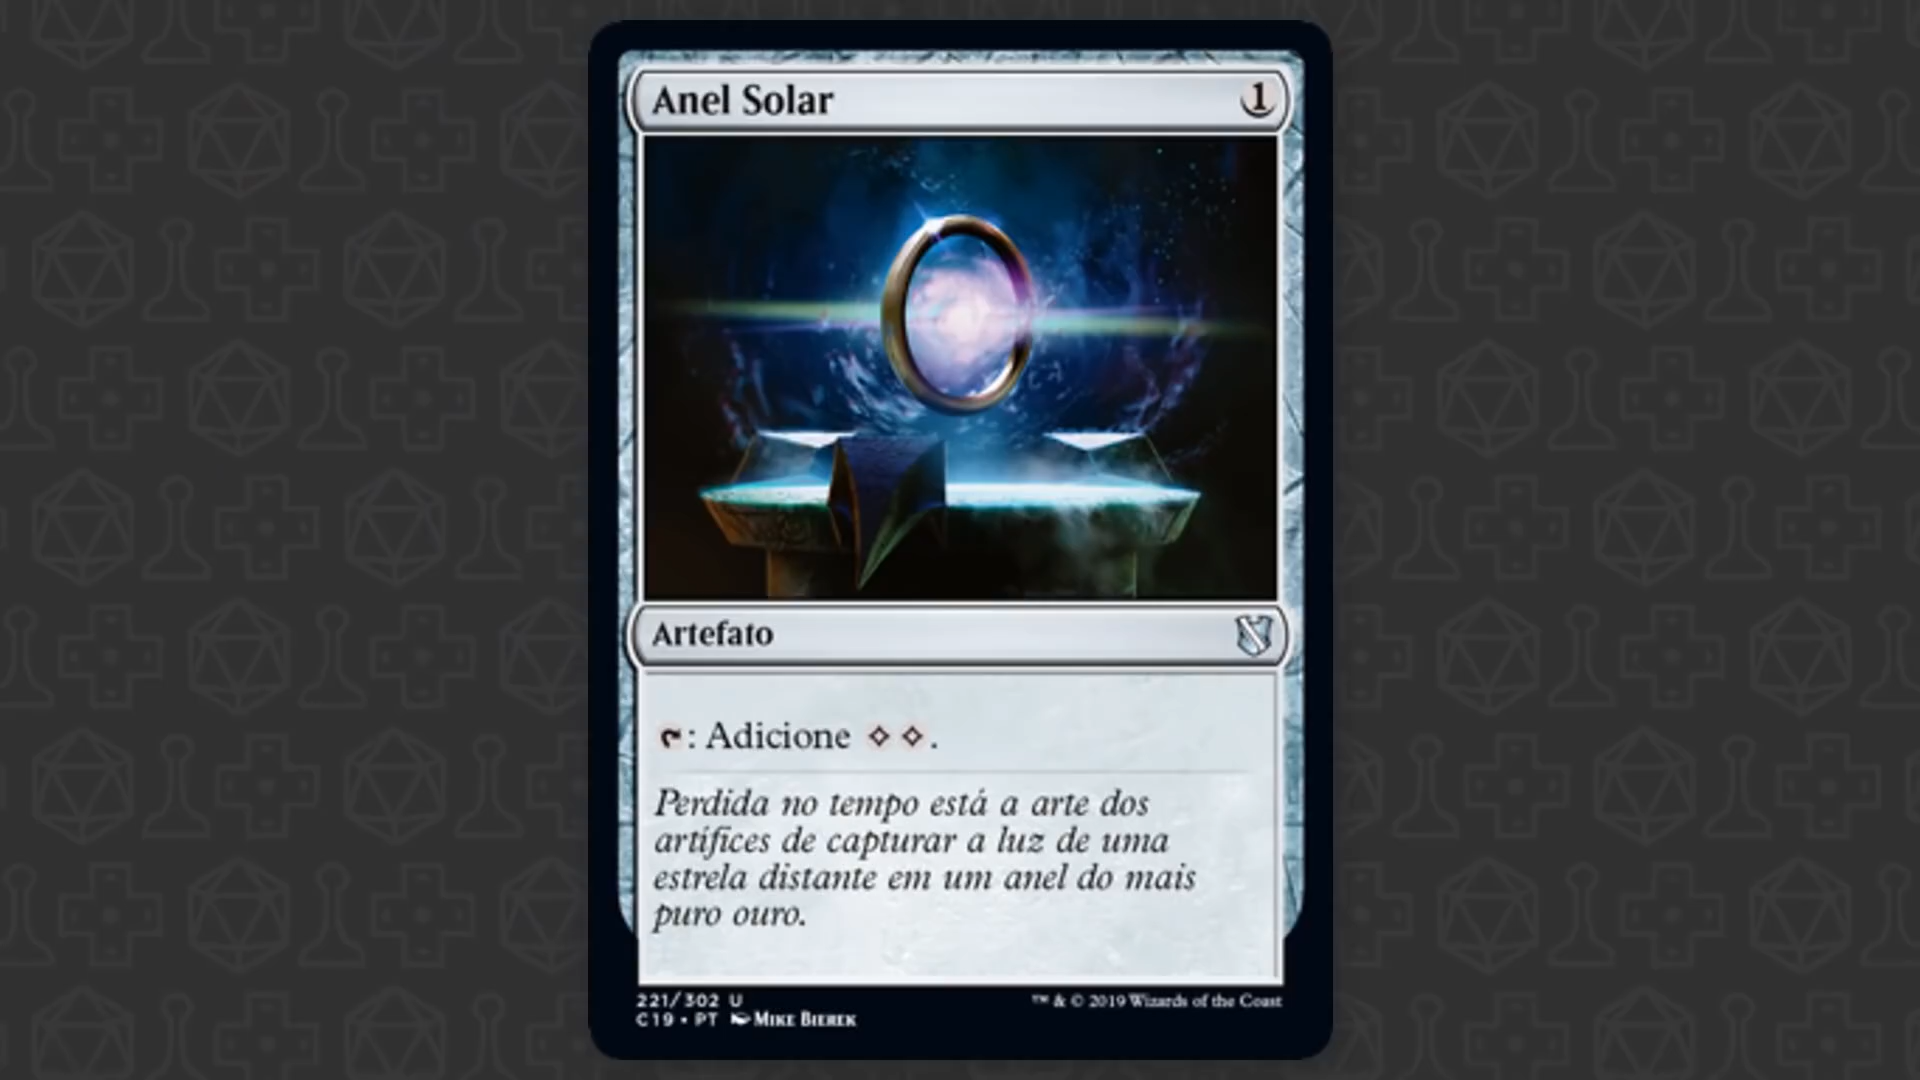 Anel Solar 1
Artefato
: Adicione .
Perdida no tempo está a arte dos
artífices de capturar a luz de uma
estrela distante em um anel do mais
puro ouro.
221/302 U
C19 • PT MIKE BIEREK
™ & © 2019 Wizards of the Coast